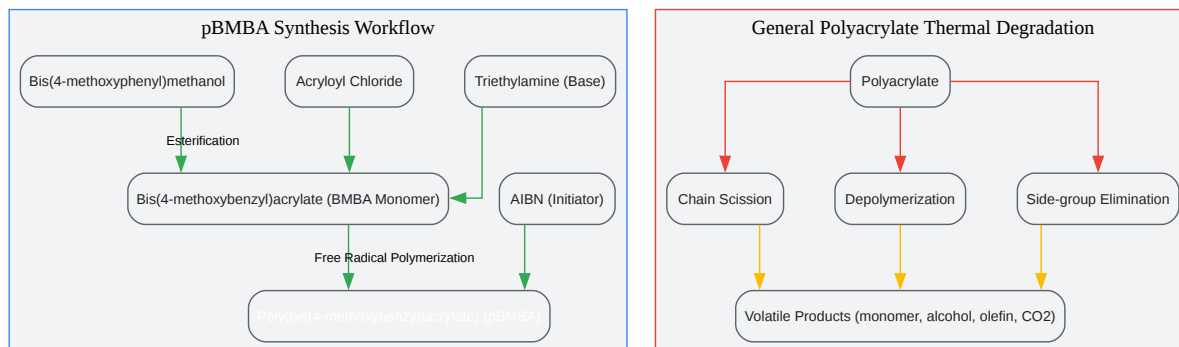 pBMBA Synthesis Workflow
Bis(4-methoxyphenyl)methanol
Acryloyl Chloride
Triethylamine (Base)
Esterification
Bis(4-methoxybenzyl)acrylate (BMBA Monomer)
AIBN (Initiator)
Free Radical Polymerization
Poly(bis(4-methoxybenzyl)acrylate) (pBMBA)
General Polyacrylate Thermal Degradation
Polyacrylate
Chain Scission
Depolymerization
Side-group Elimination
Volatile Products (monomer, alcohol, olefin, CO2)